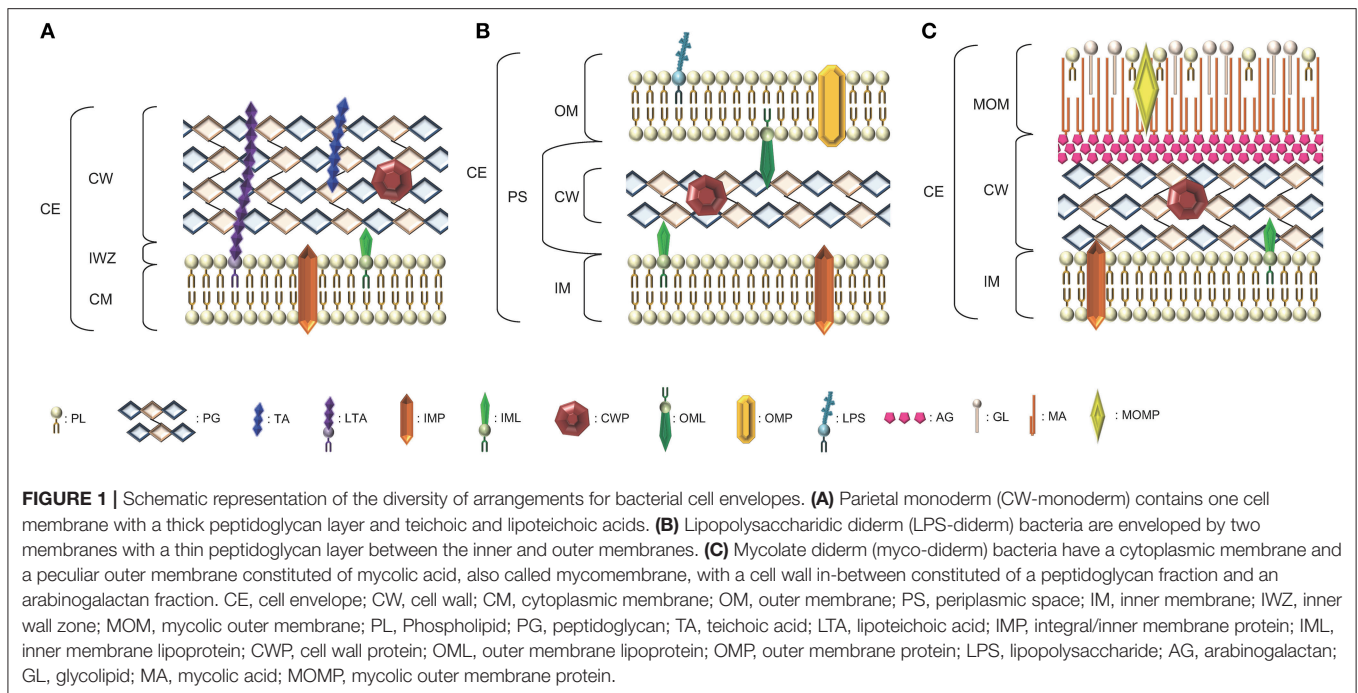 A
B
C
CE
CW
IWZ
CM
CE
OM
PS
CW
IM
CE
MOM
CW
IM
: PL
: PG
: TA
: LTA
: IMP
: IML
: CWP
: OML
: OMP
: LPS
: AG
: GL
: MA
: MOMP
FIGURE 1 | Schematic representation of the diversity of arrangements for bacterial cell envelopes. (A) Parietal monoderm (CW-monoderm) contains one cell
membrane with a thick peptidoglycan layer and teichoic and lipoteichoic acids. (B) Lipopolysaccharidic diderm (LPS-diderm) bacteria are enveloped by two
membranes with a thin peptidoglycan layer between the inner and outer membranes. (C) Mycolate diderm (myco-diderm) bacteria have a cytoplasmic membrane and
a peculiar outer membrane constituted of mycolic acid, also called mycomembrane, with a cell wall in-between constituted of a peptidoglycan fraction and an
arabinogalactan fraction. CE, cell envelope; CW, cell wall; CM, cytoplasmic membrane; OM, outer membrane; PS, periplasmic space; IM, inner membrane; IWZ, inner
wall zone; MOM, mycolic outer membrane; PL, Phospholipid; PG, peptidoglycan; TA, teichoic acid; LTA, lipoteichoic acid; IMP, integral/inner membrane protein; IML,
inner membrane lipoprotein; CWP, cell wall protein; OML, outer membrane lipoprotein; OMP, outer membrane protein; LPS, lipopolysaccharide; AG, arabinogalactan;
GL, glycolipid; MA, mycolic acid; MOMP, mycolic outer membrane protein.